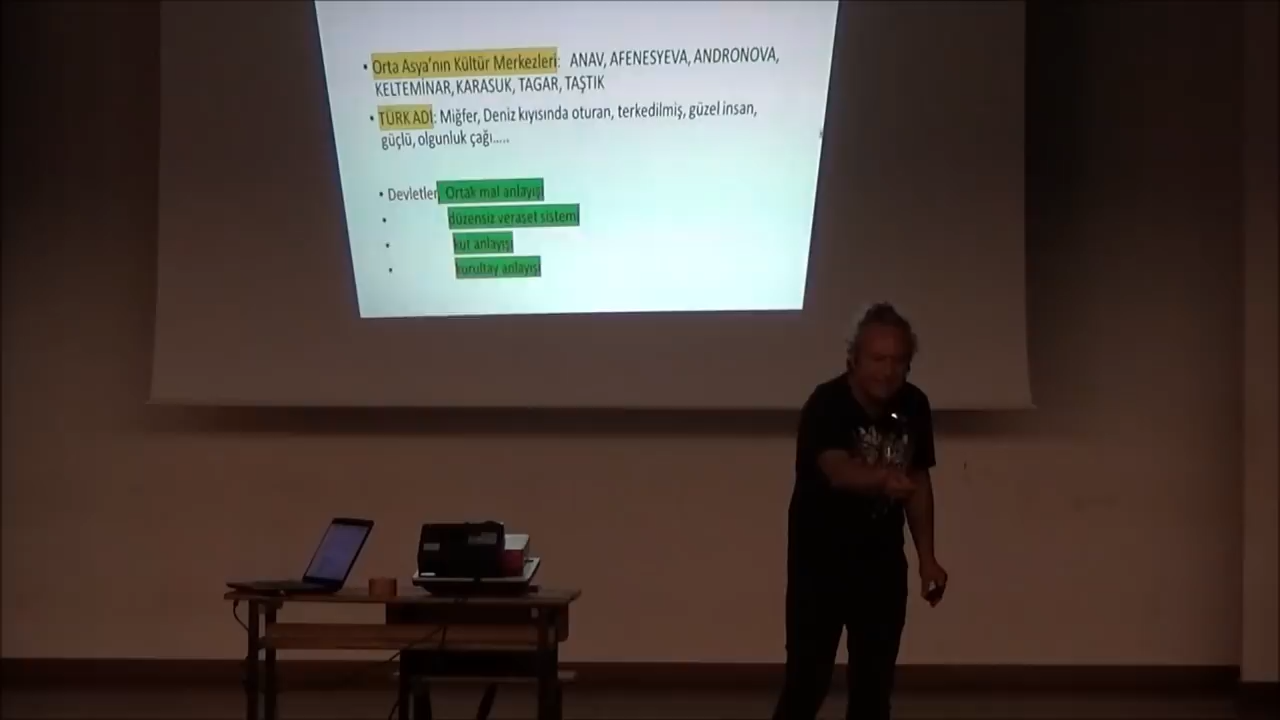 • Orta Asya'nın Kültür Merkezleri: ANAV, AFENESYEVA, ANDRONOVA,
KELTEMİNAR, KARASUK, TAGAR, TAŞTIK
• TÜRK ADI: Miğfer, Deniz kıyısında oturan, terkedilmiş, güzel insan,
güçlü, olgunluk çağı.....
• Devletler Ortak mal anlayışı
• düzensiz veraset sistemi
• kut anlayışı
• kurultay anlayışı